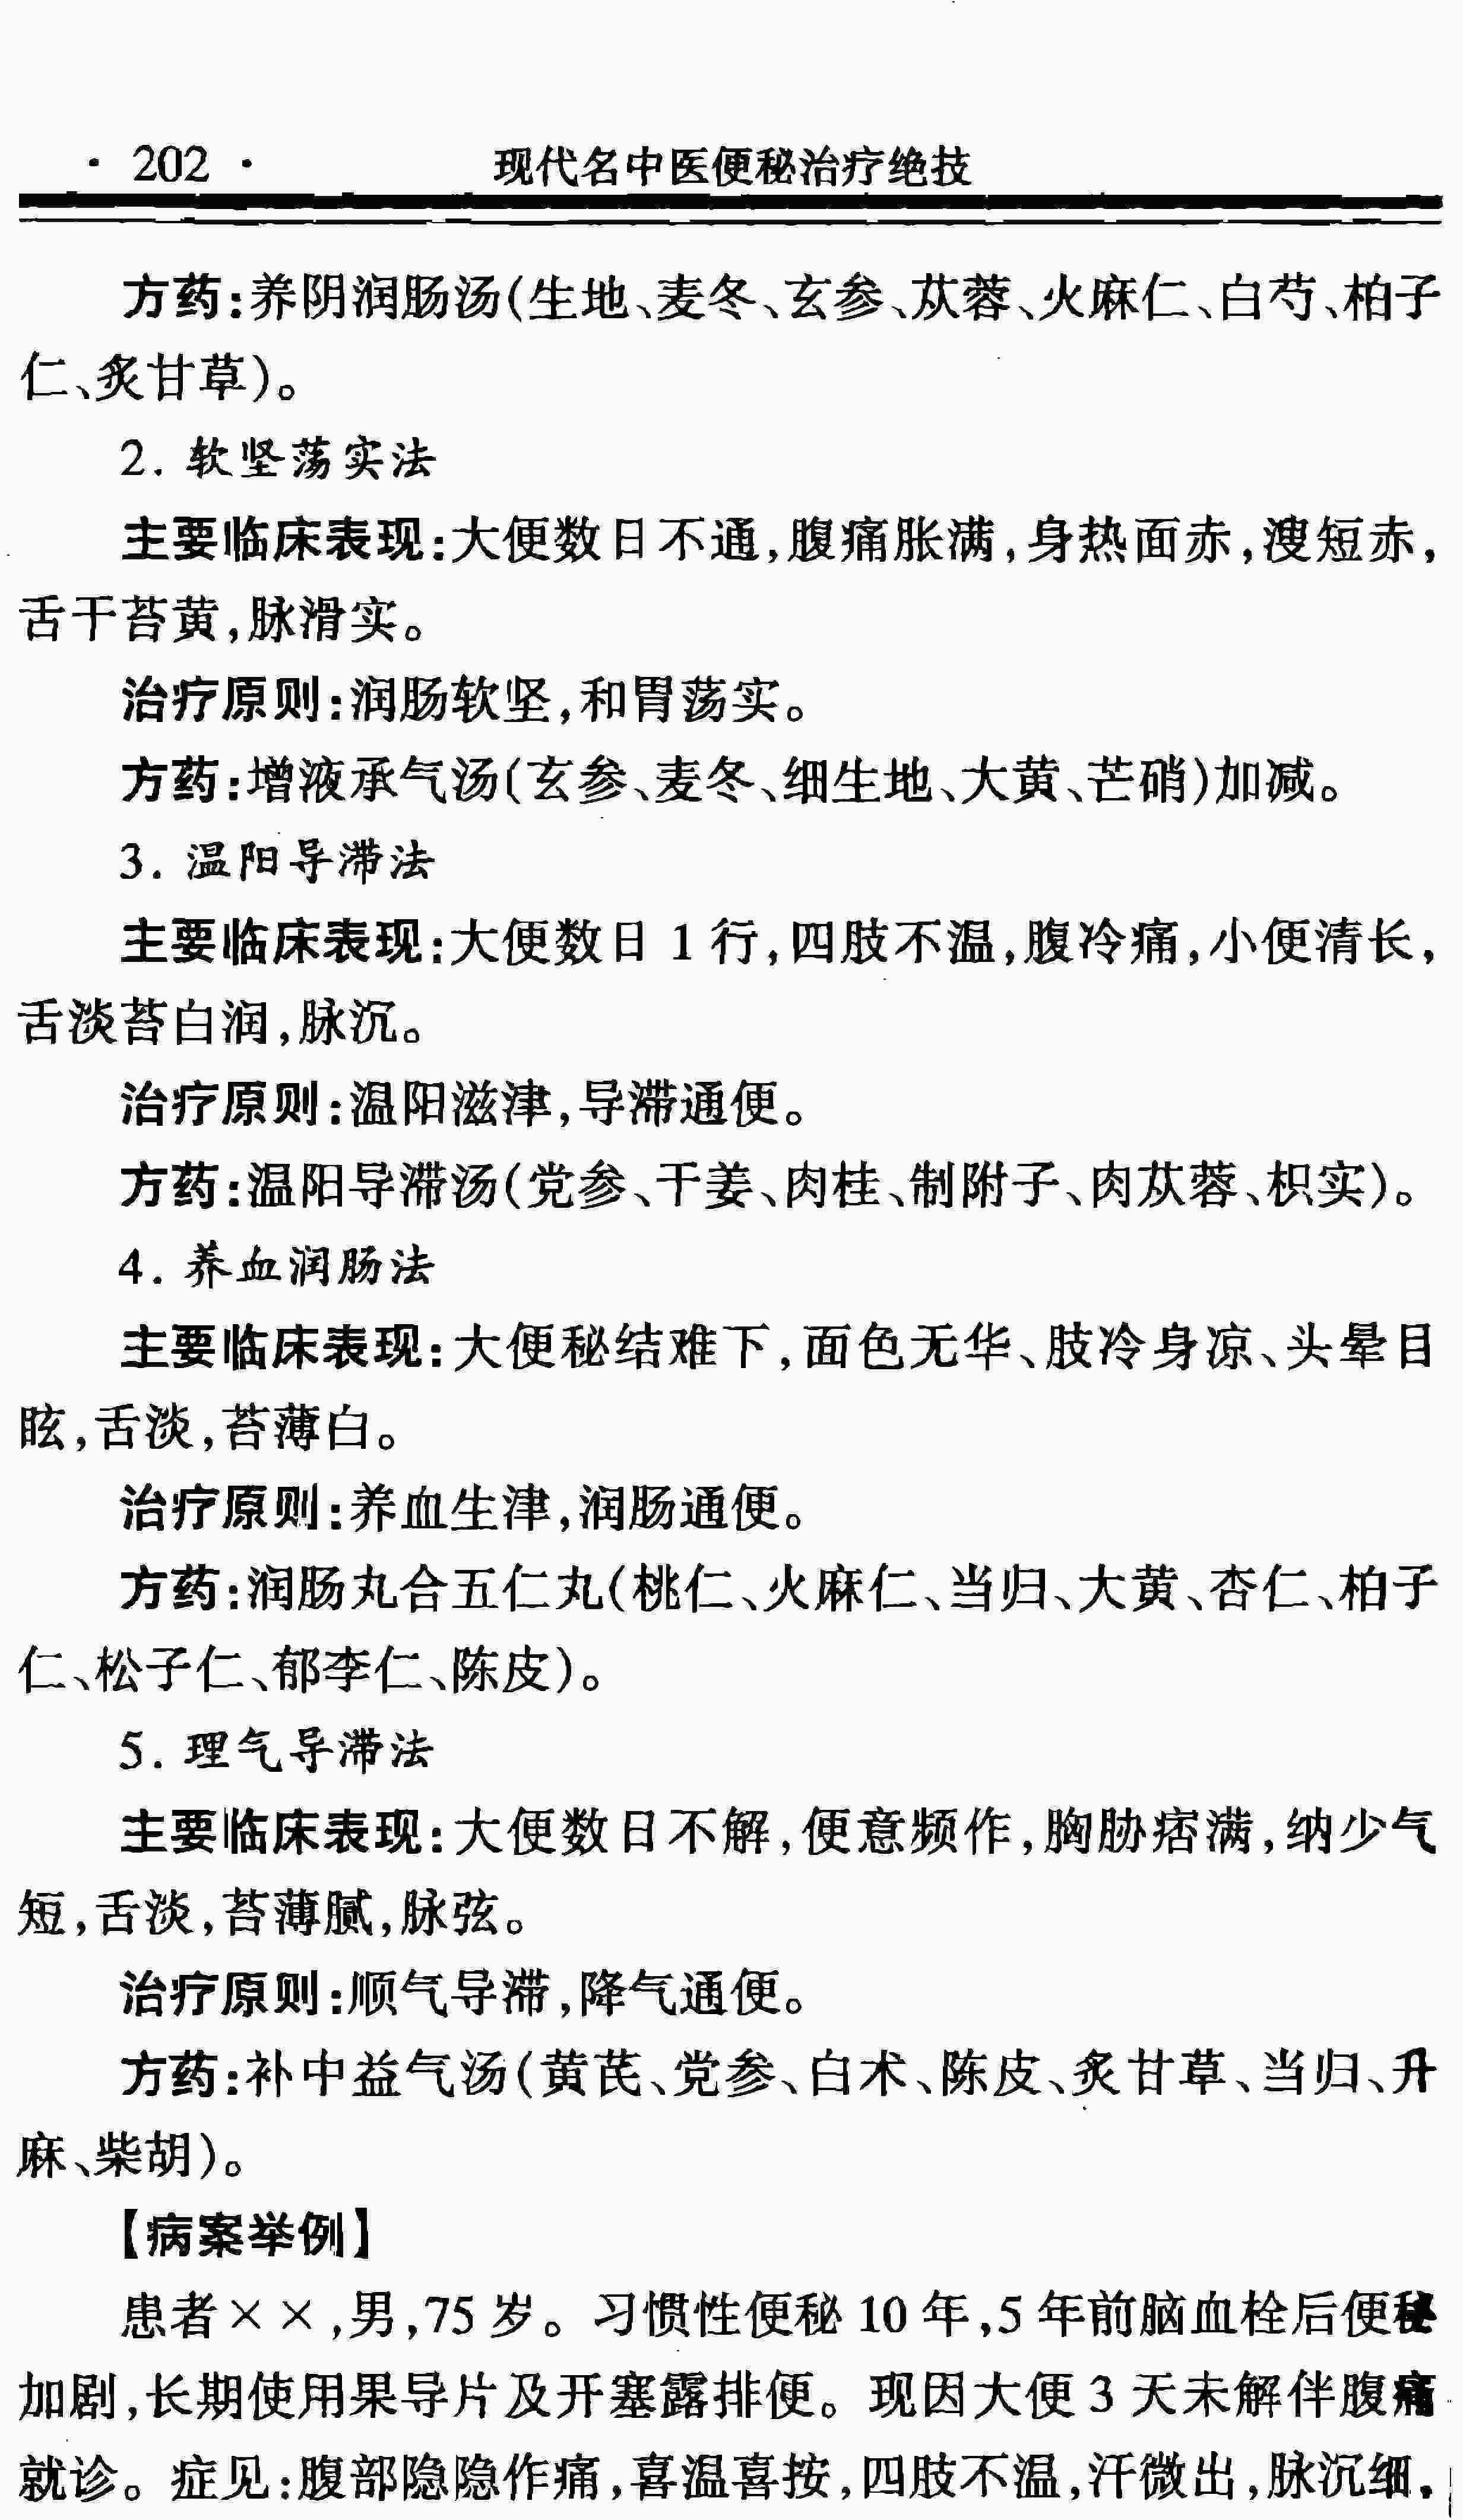 · 202 · 现代名中医便秘治疗绝技
方药:养阴润肠汤(生地、麦冬、玄参、苁蓉、火麻仁、白芍、柏子
仁、炙甘草)。
2. 软坚荡实法
主要临床表现:大便数日不通,腹痛胀满,身热面赤,溲短赤,
舌干苔黄,脉滑实。
治疗原则:润肠软坚,和胃荡实。
方药:增液承气汤(玄参、麦冬、细生地、大黄、芒硝)加减。
3. 温阳导滞法
主要临床表现:大便数日 1 行,四肢不温,腹冷痛,小便清长,
舌淡苔白润,脉沉。
治疗原则:温阳滋津,导滞通便。
方药:温阳导滞汤(党参、干姜、肉桂、制附子、肉苁蓉、枳实)。
4. 养血润肠法
主要临床表现:大便秘结难下,面色无华、肢冷身凉、头晕目
眩,舌淡,苔薄白。
治疗原则:养血生津,润肠通便。
方药:润肠丸合五仁丸(桃仁、火麻仁、当归、大黄、杏仁、柏子
仁、松子仁、郁李仁、陈皮)。
5. 理气导滞法
主要临床表现:大便数日不解,便意频作,胸胁痞满,纳少气
短,舌淡,苔薄腻,脉弦。
治疗原则:顺气导滞,降气通便。
方药:补中益气汤(黄芪、党参、白术、陈皮、炙甘草、当归、升
麻、柴胡)。
【病案举例】
患者××,男,75 岁。习惯性便秘 10 年,5 年前脑血栓后便秘
加剧,长期使用果导片及开塞露排便。现因大便 3 天未解伴腹痛
就诊。症见:腹部隐隐作痛,喜温喜按,四肢不温,汗微出,脉沉细,